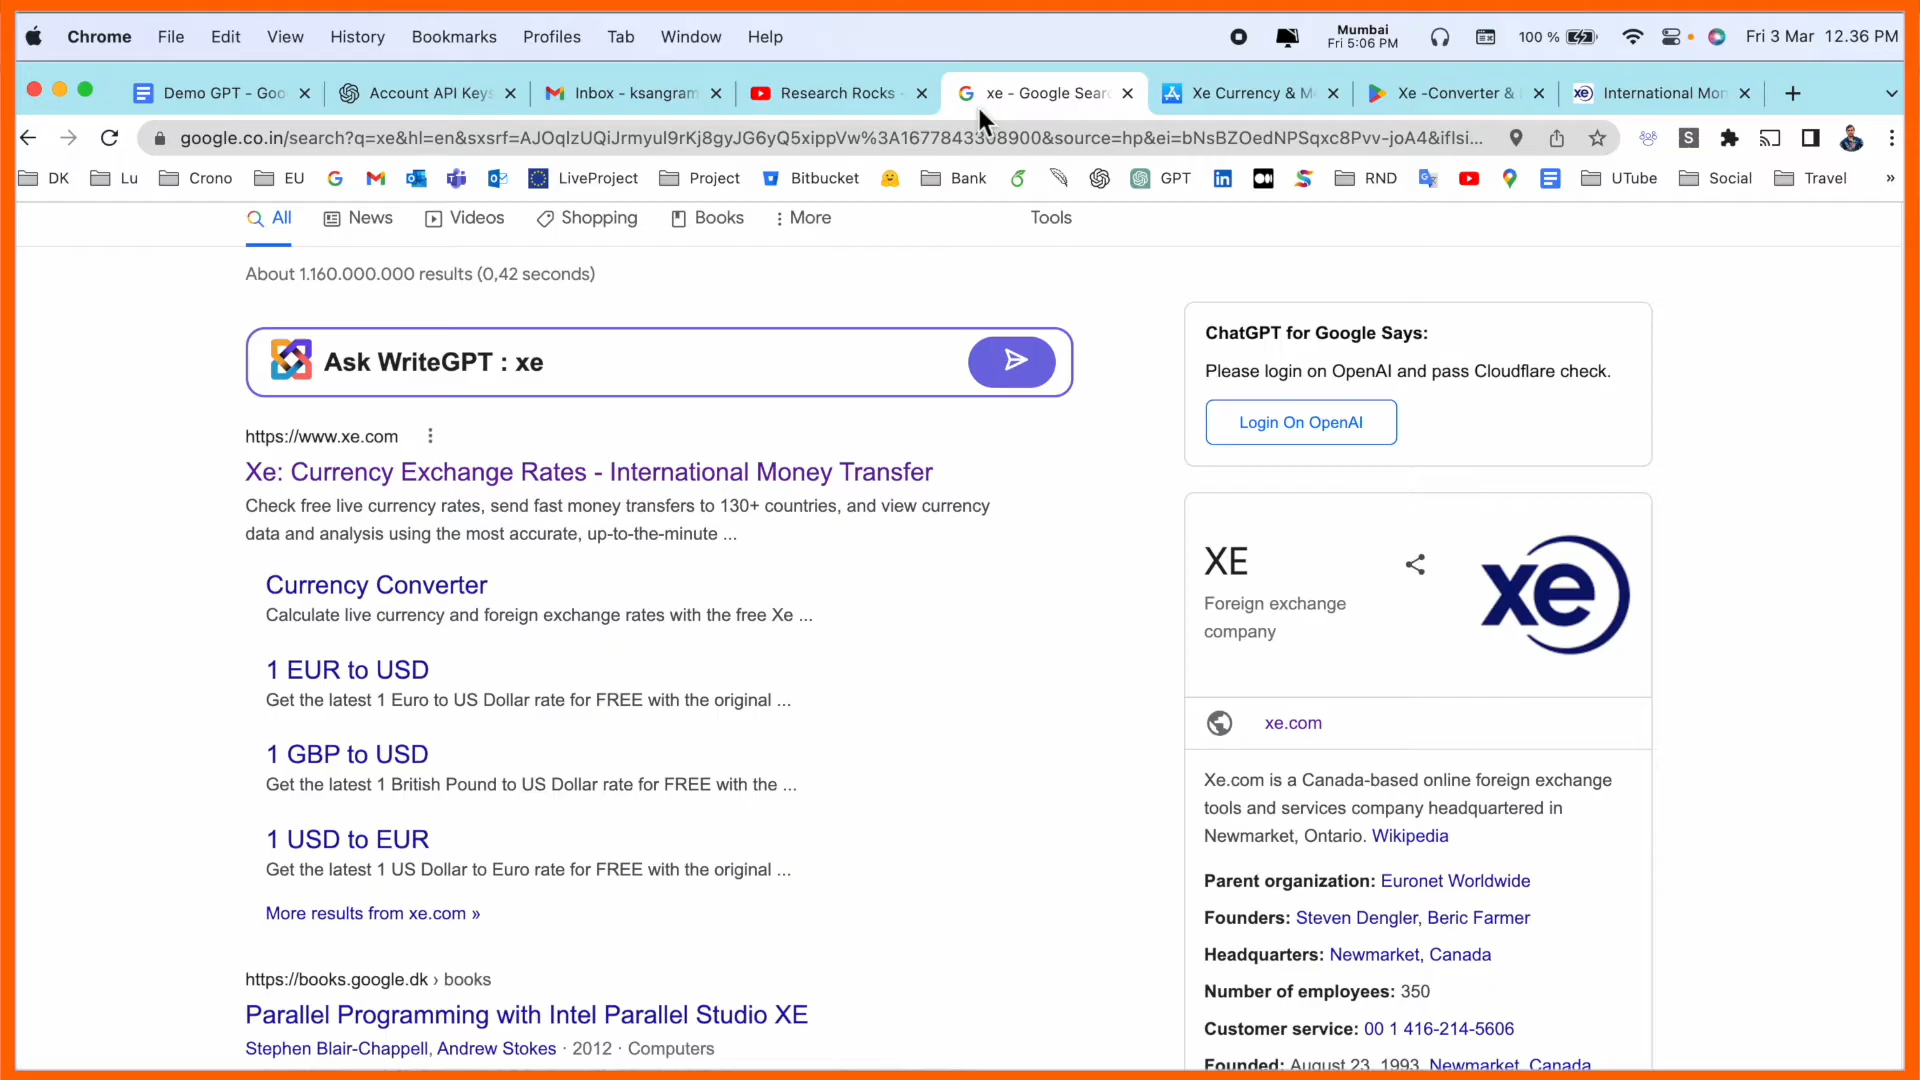 Chrome File Edit View History Bookmarks Profiles Tab Window Help Mumbai Fri 5:06 PM 100 % Fri 3 Mar 12.36 PM
Demo GPT - Goo Account API Keys Inbox - ksangram Research Rocks - xe - Google Searc Xe Currency & M Xe -Converter & International Mon
google.co.in/search?q=xe&hl=en&sxsrf=AJOqlzUQiJrmyul9rKj8gyJG6yQ5xippVw%3A1677843308900&source=hp&ei=bNsBZOedNPSqxc8Pvv-joA4&iflsi...
DK Lu Crono EU LiveProject Project Bitbucket Bank GPT RND UTube Social Travel »
All News Videos Shopping Books More Tools
About 1.160.000.000 results (0,42 seconds)
Ask WriteGPT : xe
https://www.xe.com
Xe: Currency Exchange Rates - International Money Transfer
Check free live currency rates, send fast money transfers to 130+ countries, and view currency
data and analysis using the most accurate, up-to-the-minute ...
Currency Converter
Calculate live currency and foreign exchange rates with the free Xe ...
1 EUR to USD
Get the latest 1 Euro to US Dollar rate for FREE with the original ...
1 GBP to USD
Get the latest 1 British Pound to US Dollar rate for FREE with the ...
1 USD to EUR
Get the latest 1 US Dollar to Euro rate for FREE with the original ...
More results from xe.com »
https://books.google.dk › books
Parallel Programming with Intel Parallel Studio XE
Stephen Blair-Chappell, Andrew Stokes · 2012 · Computers
ChatGPT for Google Says:
Please login on OpenAI and pass Cloudflare check.
Login On OpenAI
XE
Foreign exchange
company
xe
xe.com
Xe.com is a Canada-based online foreign exchange
tools and services company headquartered in
Newmarket, Ontario. Wikipedia
Parent organization: Euronet Worldwide
Founders: Steven Dengler, Beric Farmer
Headquarters: Newmarket, Canada
Number of employees: 350
Customer service: 00 1 416-214-5606
Founded: August 23, 1993, Newmarket, Canada